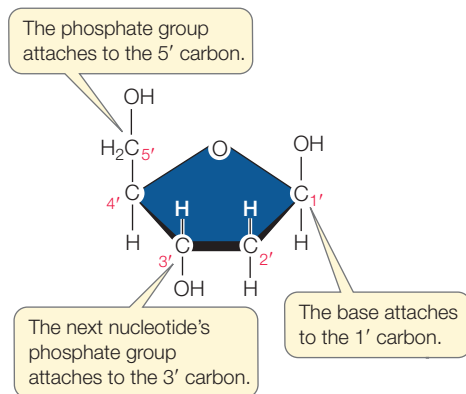 The phosphate group
attaches to the 5′ carbon.
OH
H₂C 5′
O
OH
4′ C
H
H
C 1′
H
H
3′ C
C 2′
OH
H
The base attaches
to the 1′ carbon.
The next nucleotide's
phosphate group
attaches to the 3′ carbon.